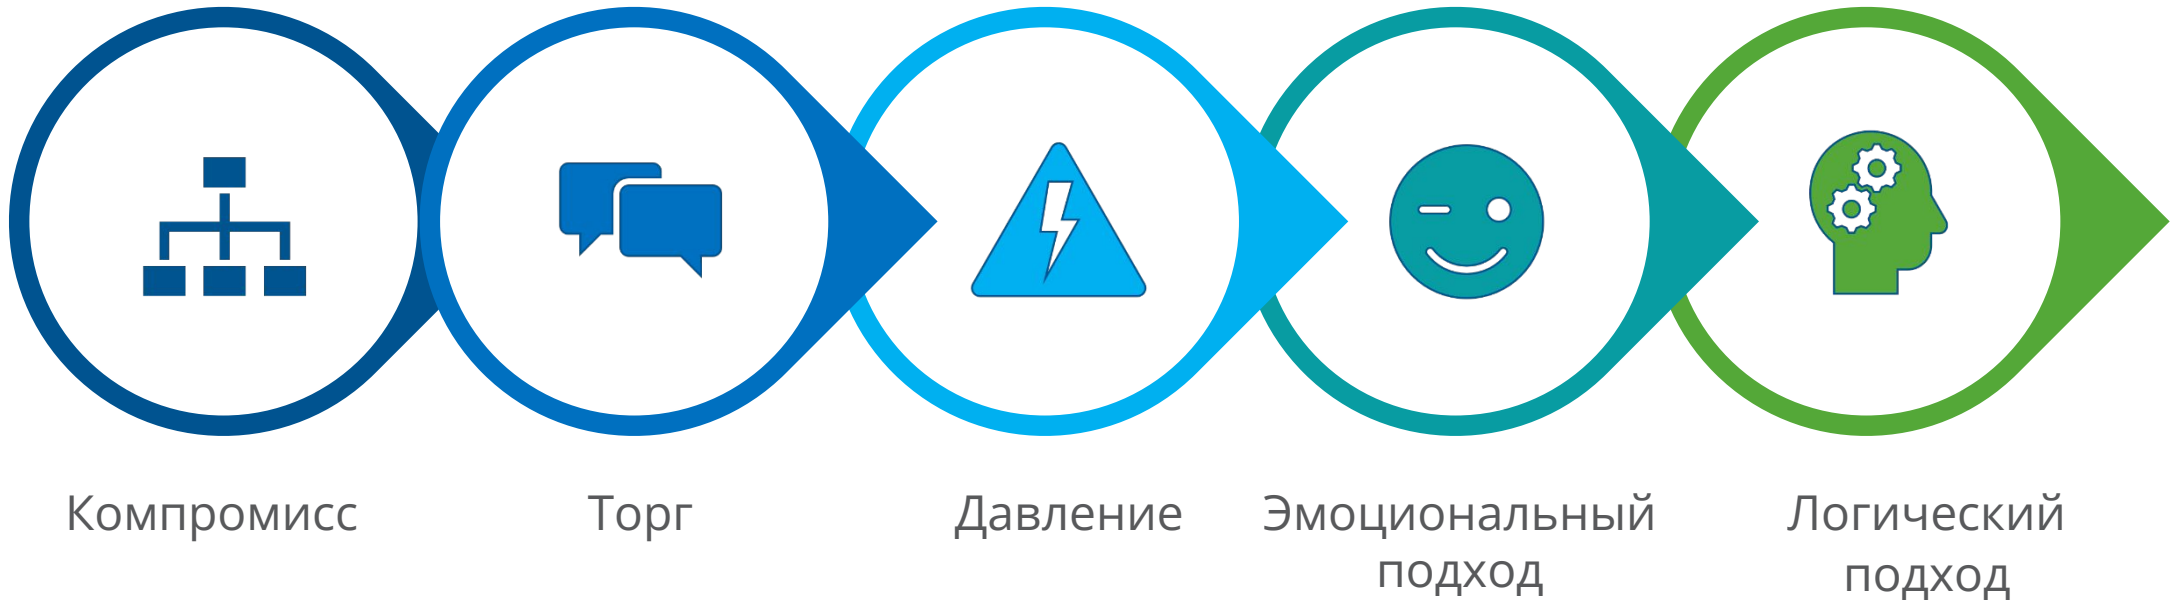 Компромисс
Торг
Давление
Эмоциональный
подход
Логический
подход